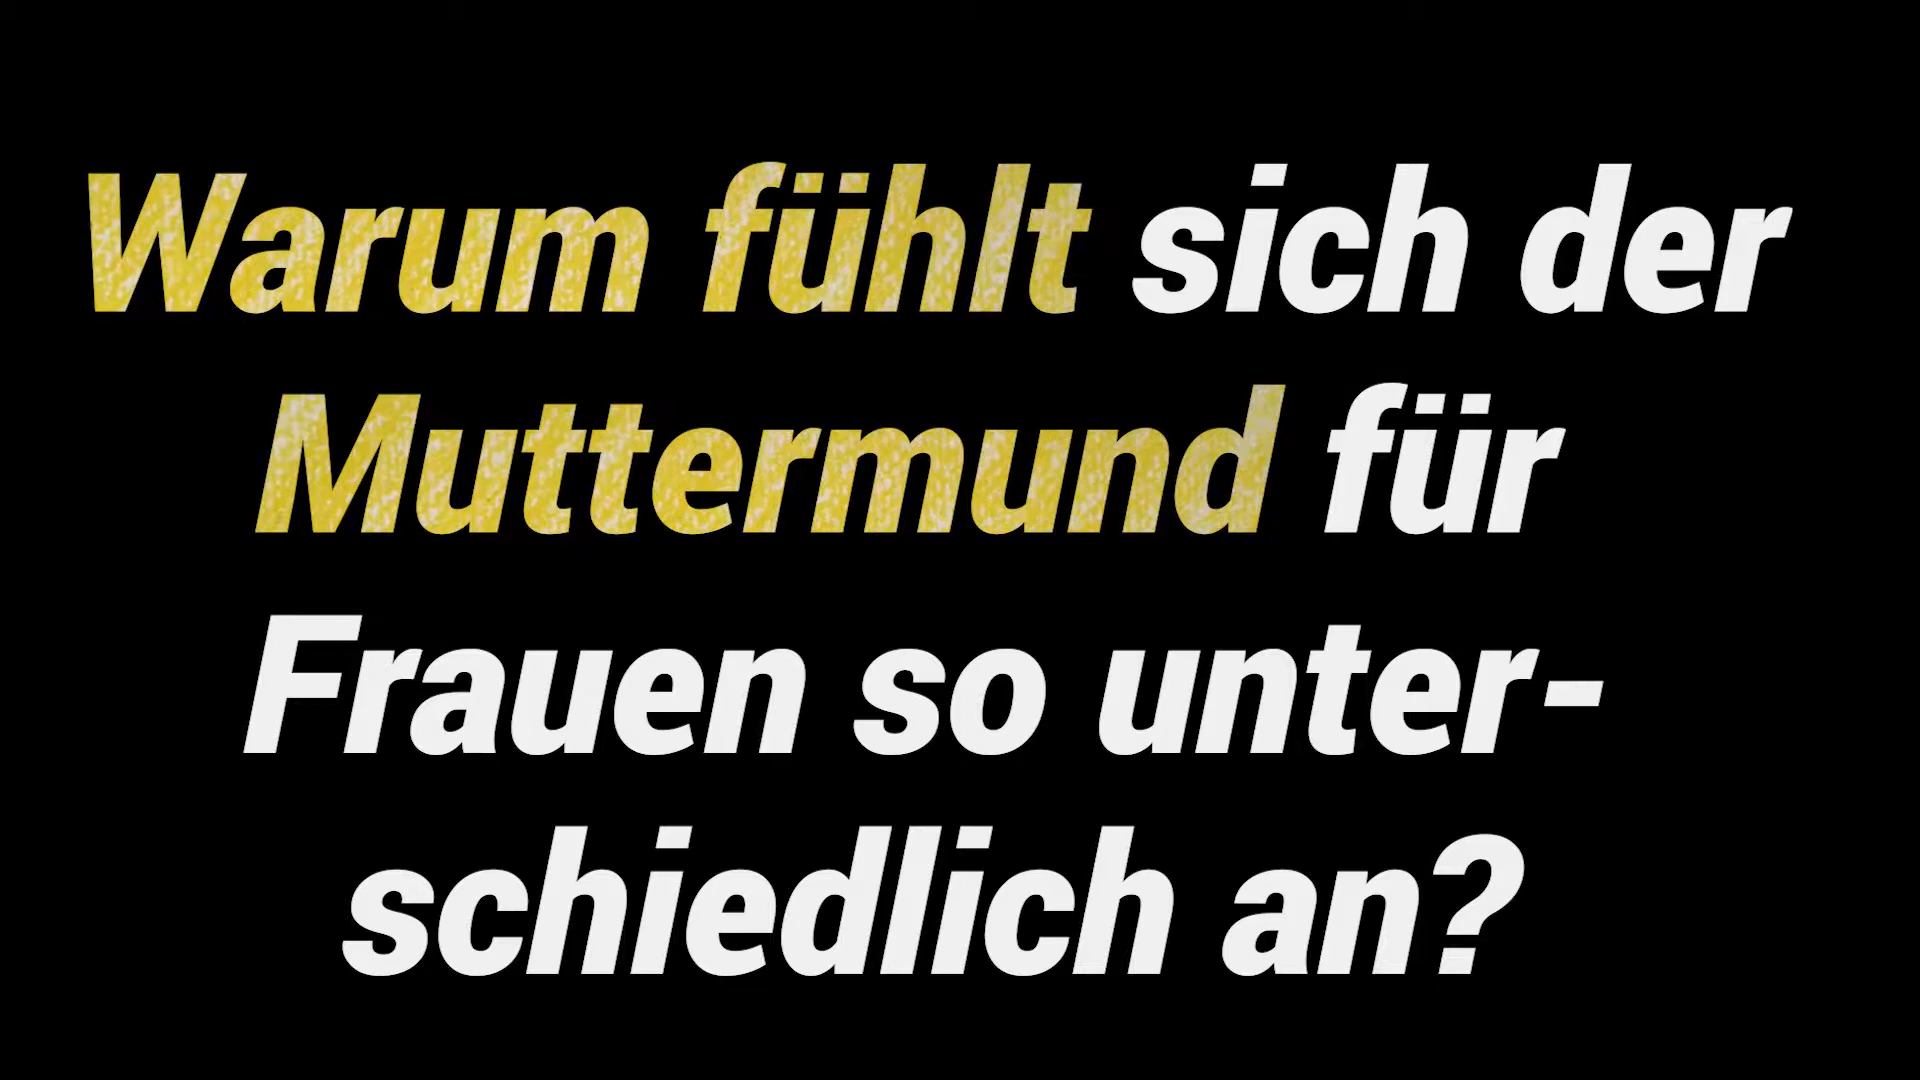 Warum fühlt sich der
Muttermund für
Frauen so unter-
schiedlich an?